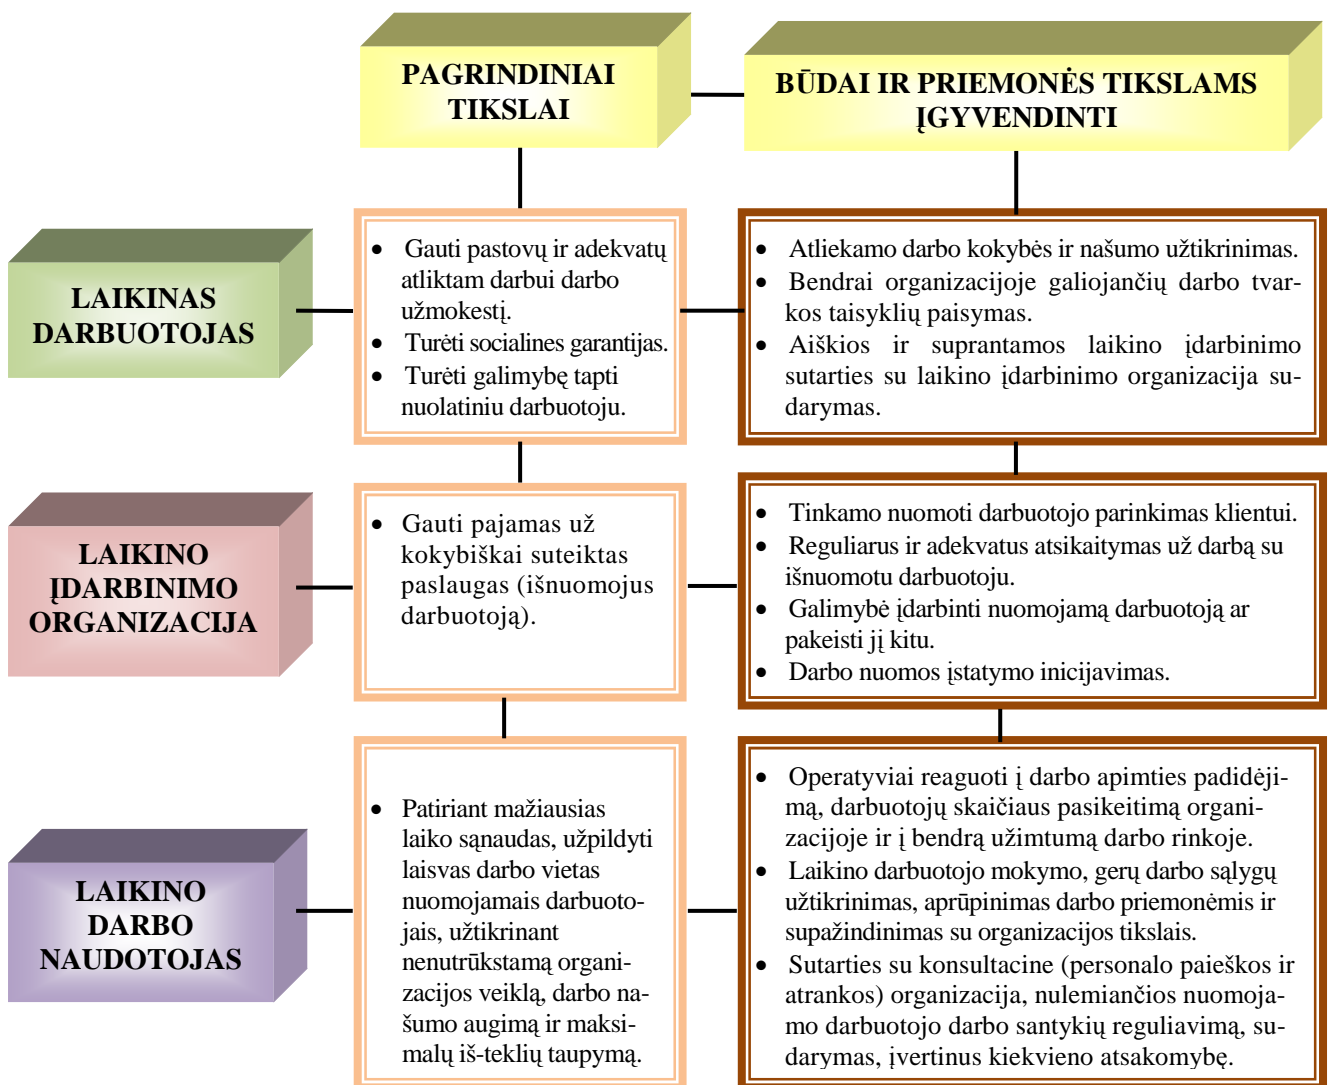 PAGRINDINIAI
TIKSLAI
BŪDAI IR PRIEMONĖS TIKSLAMS
ĮGYVENDINTI
LAIKINAS
DARBUOTOJAS
• Gauti pastovų ir adekvatų
atliktam darbui darbo
užmokestį.
• Turėti socialines garantijas.
• Turėti galimybę tapti
nuolatiniu darbuotoju.
• Atliekamo darbo kokybės ir našumo užtikrinimas.
• Bendrai organizacijoje galiojančių darbo tvar-
kos taisyklių paisymas.
• Aiškios ir suprantamos laikino įdarbinimo
sutarties su laikino įdarbinimo organizacija su-
darymas.
LAIKINO
ĮDARBINIMO
ORGANIZACIJA
• Gauti pajamas už
kokybiškai suteiktas
paslaugas (išnuomojus
darbuotoją).
• Tinkamo nuomoti darbuotojo parinkimas klientui.
• Reguliarus ir adekvatus atsikaitymas už darbą su
išnuomotu darbuotoju.
• Galimybė įdarbinti nuomojamą darbuotoją ar
pakeisti jį kitu.
• Darbo nuomos įstatymo inicijavimas.
LAIKINO
DARBO
NAUDOTOJAS
• Patiriant mažiausias
laiko sąnaudas, užpildyti
laisvas darbo vietas
nuomojamais darbuoto-
jais, užtikrinant
nenutrūkstamą organi-
zacijos veiklą, darbo na-
šumo augimą ir maksi-
malų iš-teklių taupymą.
• Operatyviai reaguoti į darbo apimties padidėji-
mą, darbuotojų skaičiaus pasikeitimą organi-
zacijoje ir į bendrą užimtumą darbo rinkoje.
• Laikino darbuotojo mokymo, gerų darbo sąlygų
užtikrinimas, aprūpinimas darbo priemonėmis ir
supažindinimas su organizacijos tikslais.
• Sutarties su konsultacine (personalo paieškos ir
atrankos) organizacija, nulemiančios nuomoja-
mo darbuotojo darbo santykių reguliavimą, su-
darymas, įvertinus kiekvieno atsakomybę.